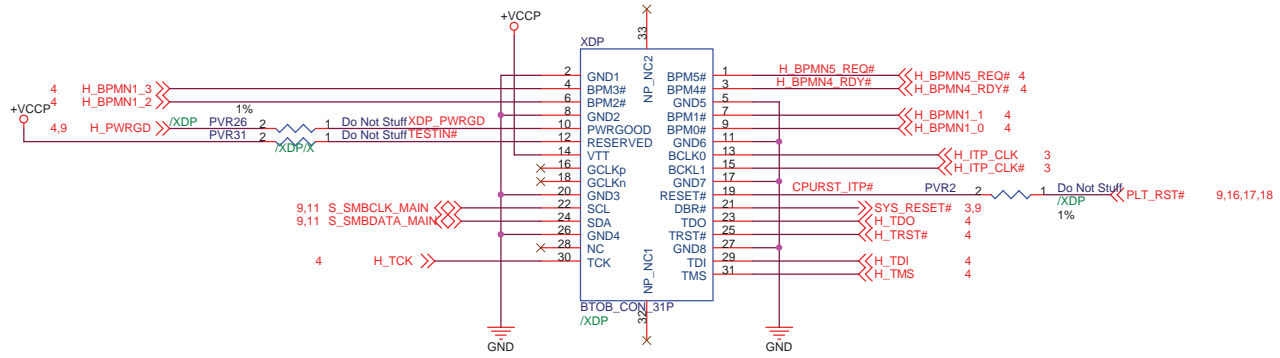 +VCCP
33
XDP
NP_NC2
2 GND1 BPM5# 1 H_BPMN5_REQ# H_BPMN5_REQ# 4
4 H_BPMN1_3 4 BPM3# BPM4# 3 H_BPMN4_RDY# H_BPMN4_RDY# 4
4 H_BPMN1_2 6 BPM2# GND5 5
+VCCP
1%
8 GND2 BPM1# 7 H_BPMN1_1 4
4,9 H_PWRGD /XDP PVR26 2 1 Do Not Stuff XDP_PWRGD 10 PWRGOOD BPM0# 9 H_BPMN1_0 4
PVR31 2 1 Do Not Stuff TESTIN# 12 RESERVED GND6 11
/XDP/X
14 VTT BCLK0 13 H_ITP_CLK 3
16 GCLKp BCKL1 15 H_ITP_CLK# 3
18 GCLKn GND7 17
20 GND3 RESET# 19 CPURST_ITP# PVR2 2 1 Do Not Stuff PLT_RST# 9,16,17,18
/XDP
1%
9,11 S_SMBCLK_MAIN 22 SCL DBR# 21 SYS_RESET# 3,9
9,11 S_SMBDATA_MAIN 24 SDA TDO 23 H_TDO 4
26 GND4 TRST# 25 H_TRST# 4
28 NC GND8 27
4 H_TCK 30 TCK TDI 29 H_TDI 4
TMS 31 H_TMS 4
NP_NC1
BTOB_CON_31P
/XDP
32
GND
GND